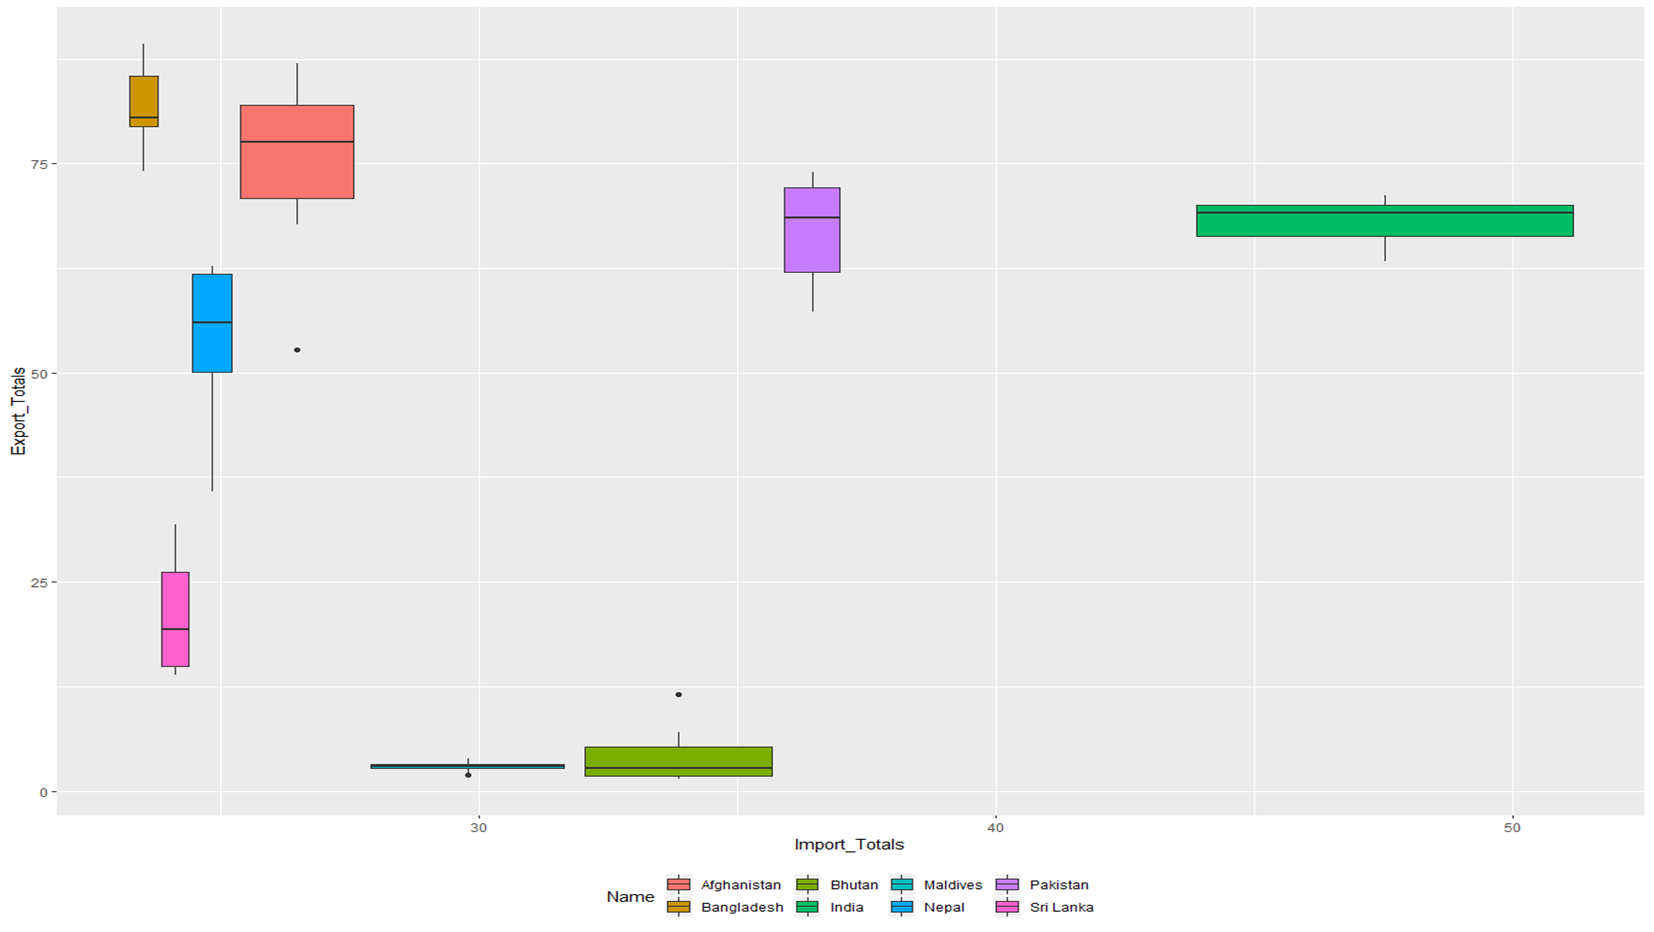 75
50
25
0
Export_Totals
30 40 50
Import_Totals
Name
Afghanistan Bhutan Maldives Pakistan
Bangladesh India Nepal Sri Lanka